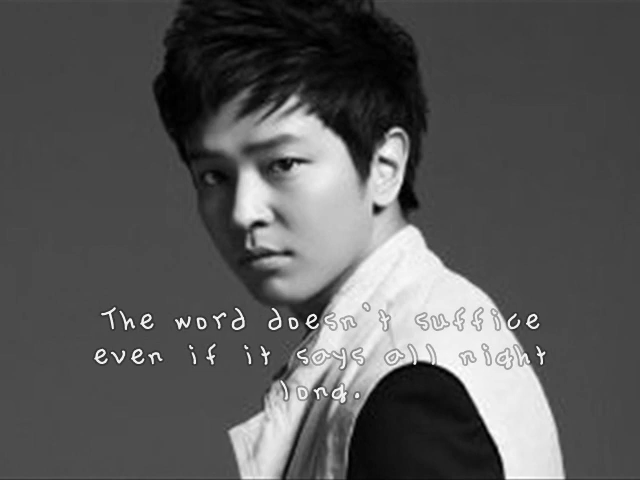 The word doesn't suffice
even if it says all night
long.